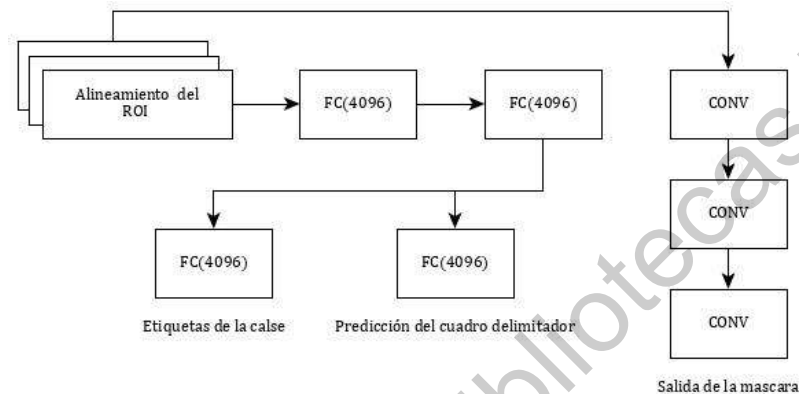 Alineamiento del
ROI
FC(4096)
FC(4096)
CONV
CONV
FC(4096)
FC(4096)
CONV
Etiquetas de la calse
Predicción del cuadro delimitador
Salida de la mascara
bibliotecas